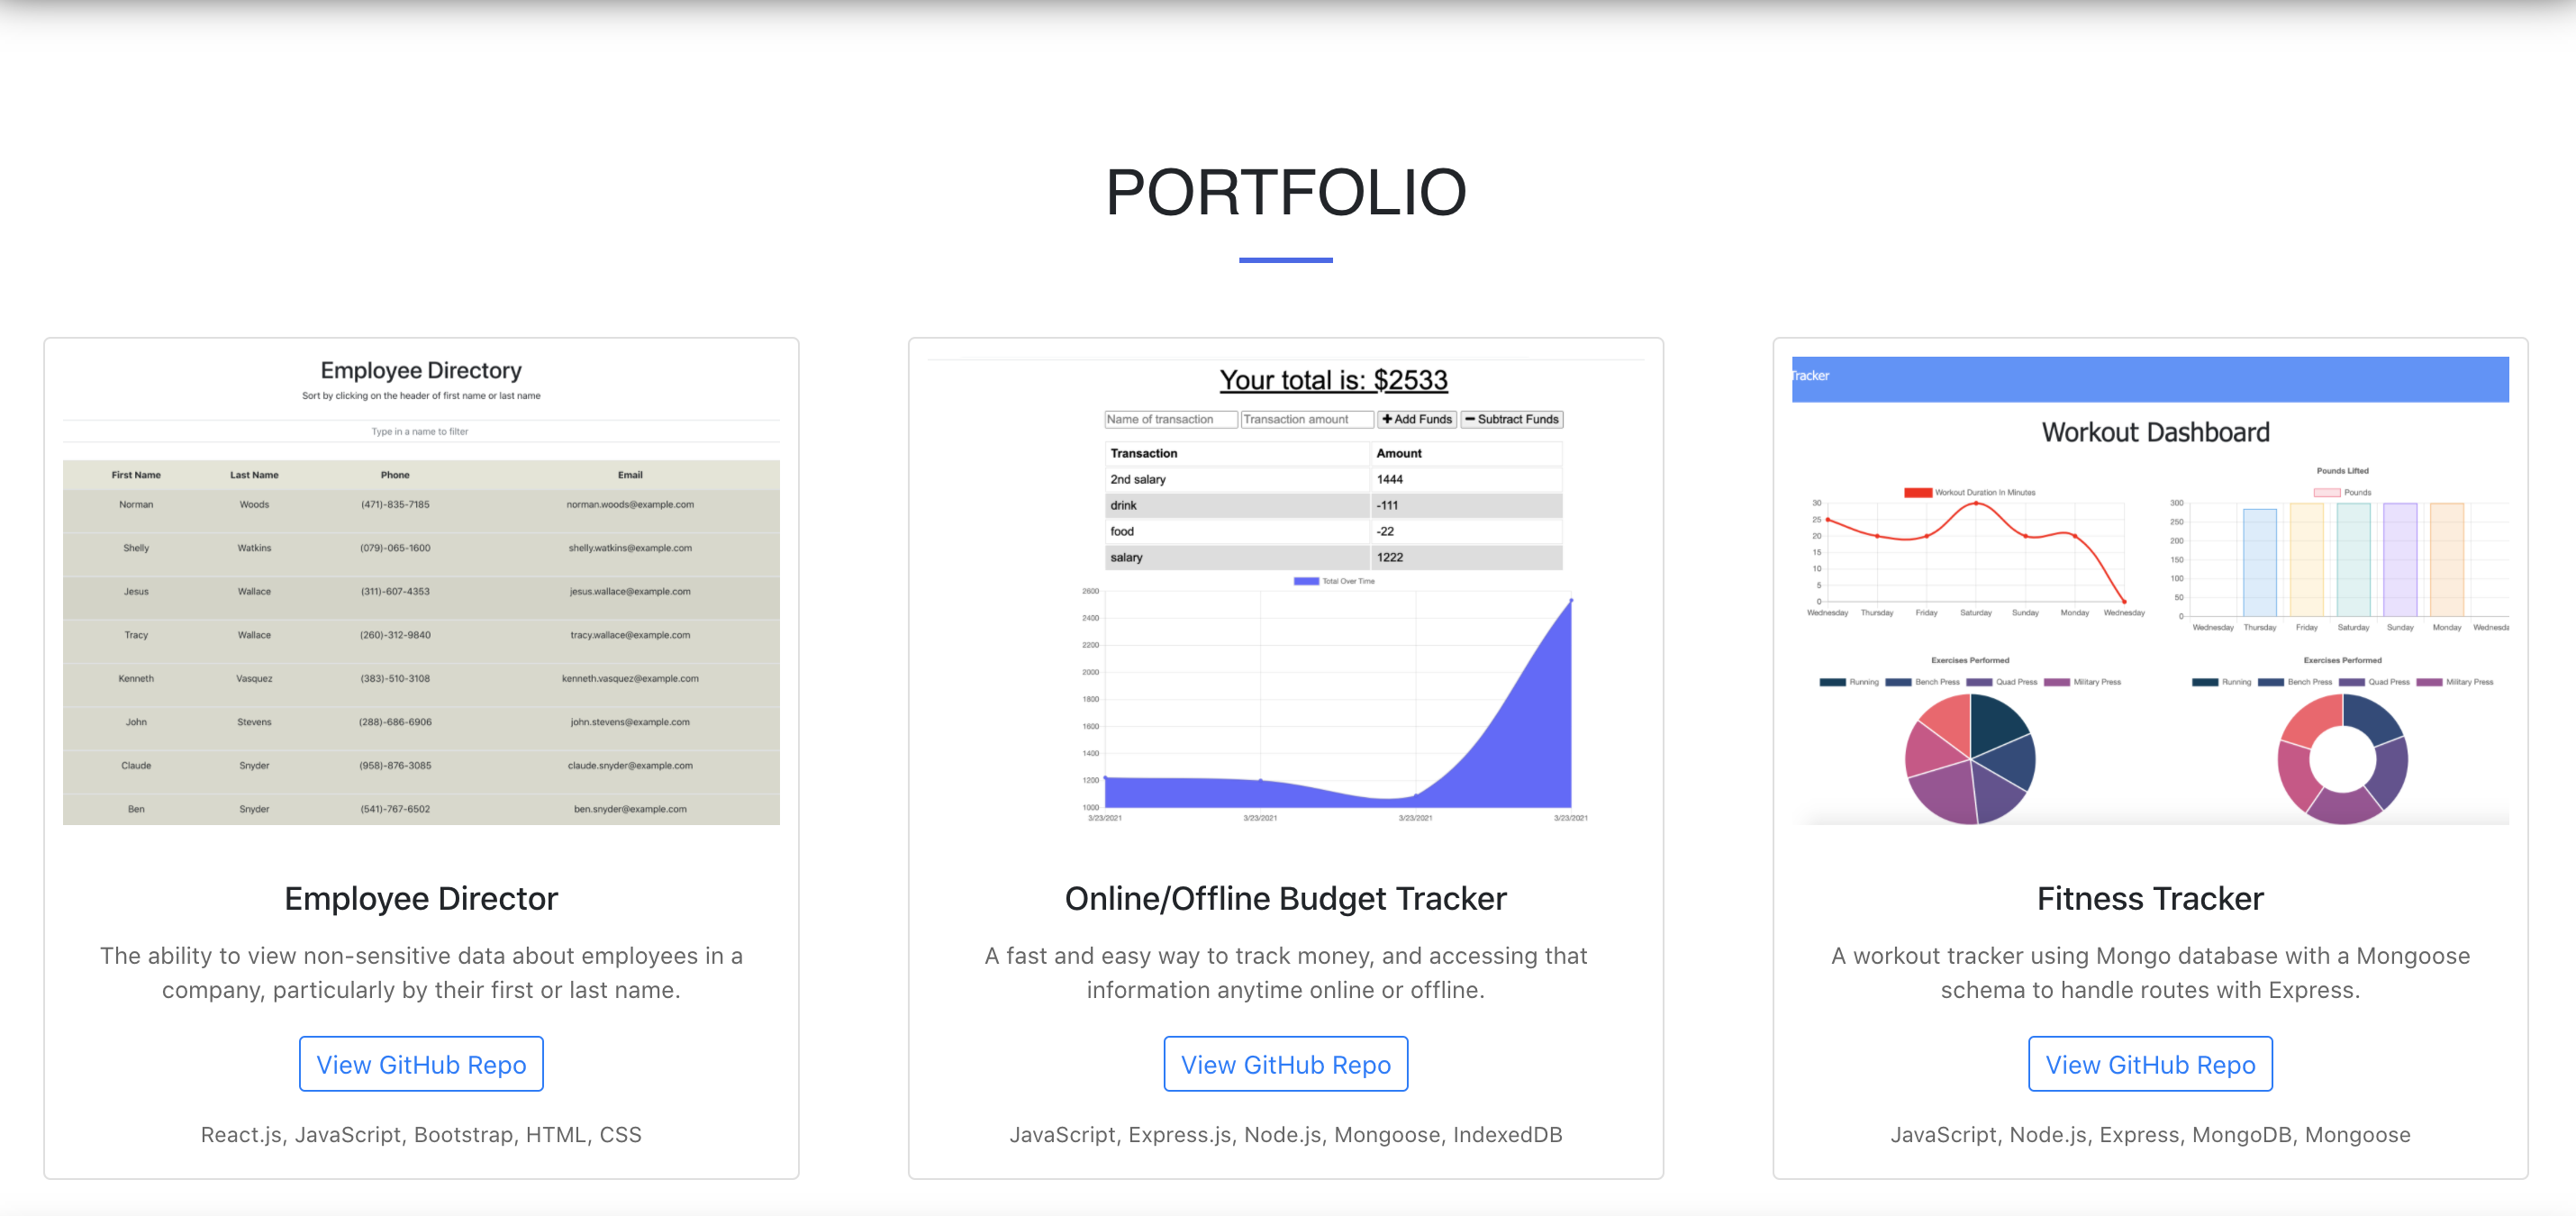 PORTFOLIO
Employee Directory
Sort by clicking on the header of first name or last name
Type in a name to filter
First Name Last Name Phone Email
Norman Woods (471)-835-7185 norman.woods@example.com
Shelly Watkins (079)-065-1600 shelly.watkins@example.com
Jesus Wallace (311)-607-4353 jesus.wallace@example.com
Tracy Wallace (260)-312-9840 tracy.wallace@example.com
Kenneth Vasquez (383)-510-3108 kenneth.vasquez@example.com
John Stevens (288)-686-6906 john.stevens@example.com
Claude Snyder (958)-876-3085 claude.snyder@example.com
Ben Snyder (541)-767-6502 ben.snyder@example.com
Employee Director
The ability to view non-sensitive data about employees in a
company, particularly by their first or last name.
View GitHub Repo
React.js, JavaScript, Bootstrap, HTML, CSS
Your total is: $2533
Name of transaction Transaction amount Add Funds Subtract Funds
Transaction Amount
2nd salary 1444
drink -111
food -22
salary 1222
Total Over Time
2600
2400
2200
2000
1800
1600
1400
1200
1000
3/23/2021 3/23/2021 3/23/2021 3/23/2021
Online/Offline Budget Tracker
A fast and easy way to track money, and accessing that
information anytime online or offline.
View GitHub Repo
JavaScript, Express.js, Node.js, Mongoose, IndexedDB
Tracker
Workout Dashboard
Workout Duration In Minutes
30
25
20
15
10
5
0
Wednesday Thursday Friday Saturday Sunday Monday Wednesday
Pounds Lifted
Pounds
300
250
200
150
100
50
0
Wednesday Thursday Friday Saturday Sunday Monday Wednesda
Exercises Performed
Running Bench Press Quad Press Military Press
Exercises Performed
Running Bench Press Quad Press Military Press
Fitness Tracker
A workout tracker using Mongo database with a Mongoose
schema to handle routes with Express.
View GitHub Repo
JavaScript, Node.js, Express, MongoDB, Mongoose